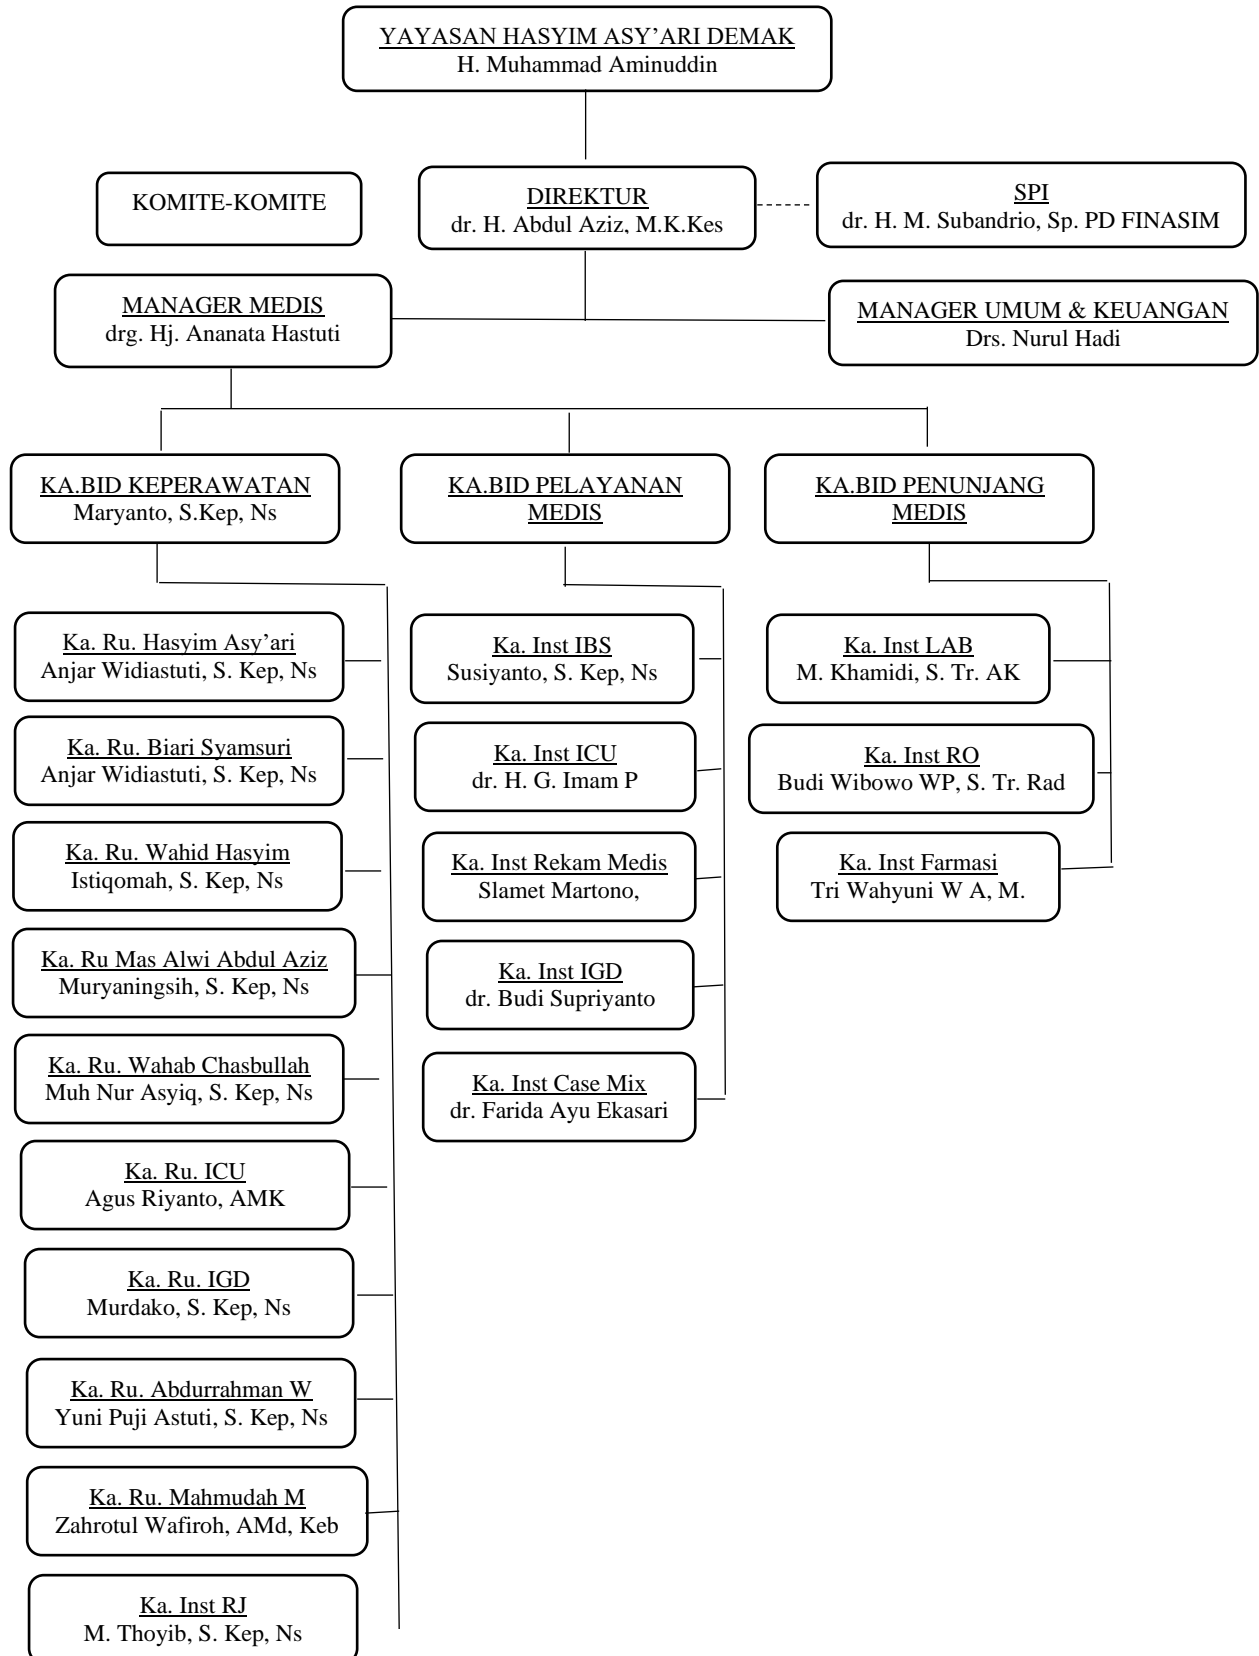 YAYASAN HASYIM ASY’ARI DEMAK
H. Muhammad Aminuddin
KOMITE-KOMITE
DIREKTUR
dr. H. Abdul Aziz, M.K.Kes
SPI
dr. H. M. Subandrio, Sp. PD FINASIM
MANAGER MEDIS
drg. Hj. Ananata Hastuti
MANAGER UMUM & KEUANGAN
Drs. Nurul Hadi
KA.BID KEPERAWATAN
Maryanto, S.Kep, Ns
KA.BID PELAYANAN
MEDIS
KA.BID PENUNJANG
MEDIS
Ka. Ru. Hasyim Asy’ari
Anjar Widiastuti, S. Kep, Ns
Ka. Ru. Biari Syamsuri
Anjar Widiastuti, S. Kep, Ns
Ka. Ru. Wahid Hasyim
Istiqomah, S. Kep, Ns
Ka. Ru Mas Alwi Abdul Aziz
Muryaningsih, S. Kep, Ns
Ka. Ru. Wahab Chasbullah
Muh Nur Asyiq, S. Kep, Ns
Ka. Ru. ICU
Agus Riyanto, AMK
Ka. Ru. IGD
Murdako, S. Kep, Ns
Ka. Ru. Abdurrahman W
Yuni Puji Astuti, S. Kep, Ns
Ka. Ru. Mahmudah M
Zahrotul Wafiroh, AMd, Keb
Ka. Inst RJ
M. Thoyib, S. Kep, Ns
Ka. Inst IBS
Susiyanto, S. Kep, Ns
Ka. Inst ICU
dr. H. G. Imam P
Ka. Inst Rekam Medis
Slamet Martono,
Ka. Inst IGD
dr. Budi Supriyanto
Ka. Inst Case Mix
dr. Farida Ayu Ekasari
Ka. Inst LAB
M. Khamidi, S. Tr. AK
Ka. Inst RO
Budi Wibowo WP, S. Tr. Rad
Ka. Inst Farmasi
Tri Wahyuni W A, M.